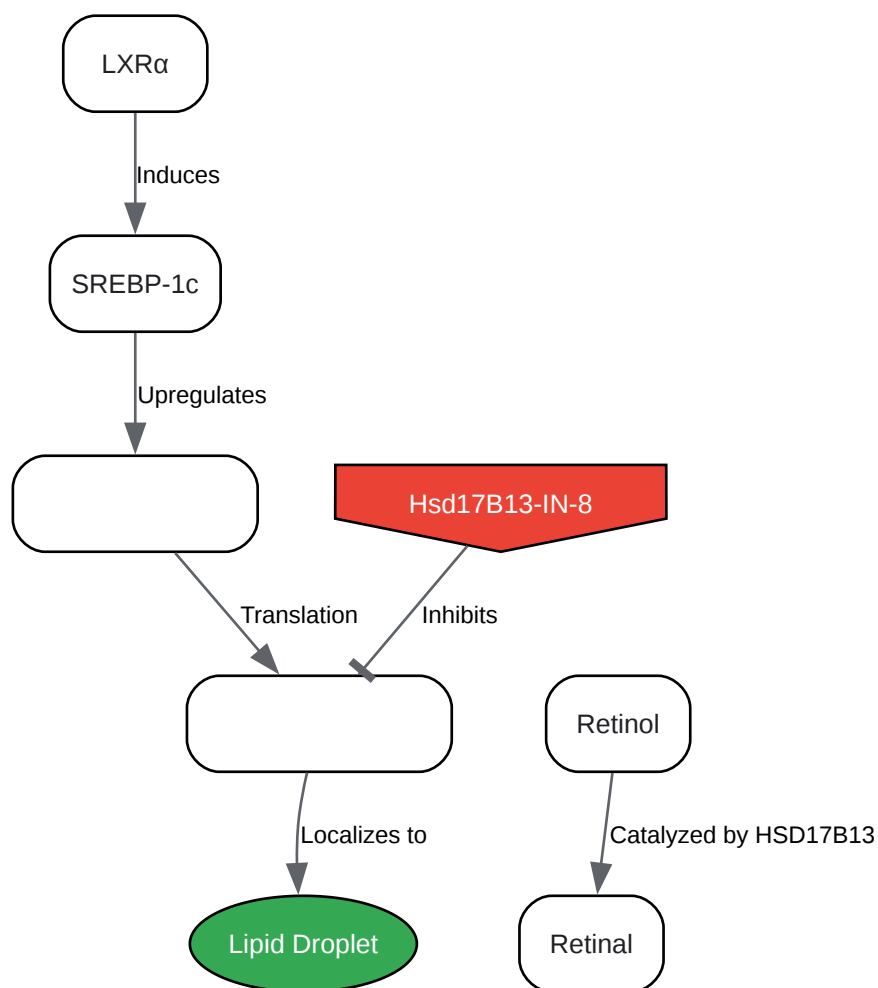 LXRα
Induces
SREBP-1c
Upregulates
Hsd17B13-IN-8
Translation
Inhibits
Retinol
Localizes to
Catalyzed by HSD17B13
Lipid Droplet
Retinal